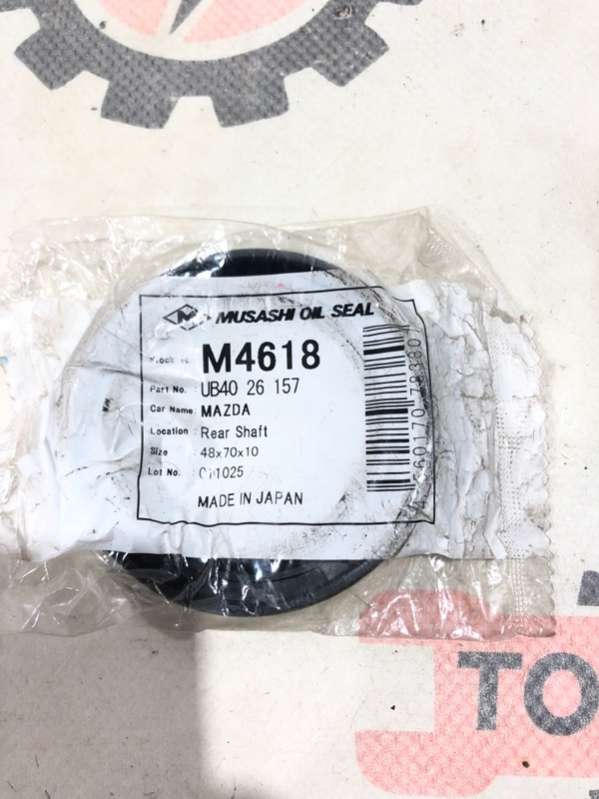 MUSASHI OIL SEAL
M4618
Part No. UB40 26 157
Car Name: MAZDA
Location : Rear Shaft
Size : 48x70x10
Lot No. : 011025
MADE IN JAPAN
TO